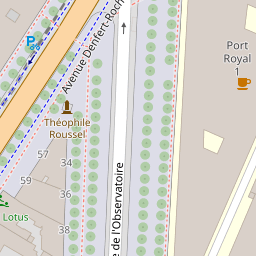 Avenue Denfert-Roch
Port
Royal
1
Théophile
Roussel
57
34
36
59
38
Lotus
e de l'Observatoire